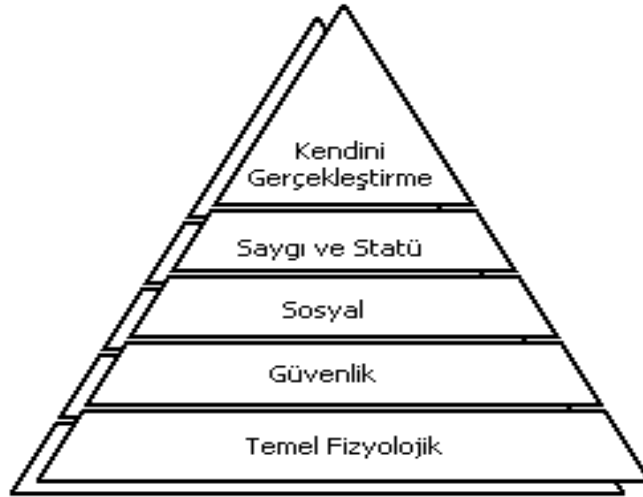 Kendini
Gerçekleştirme
Saygı ve Statü
Sosyal
Güvenlik
Temel Fizyolojik